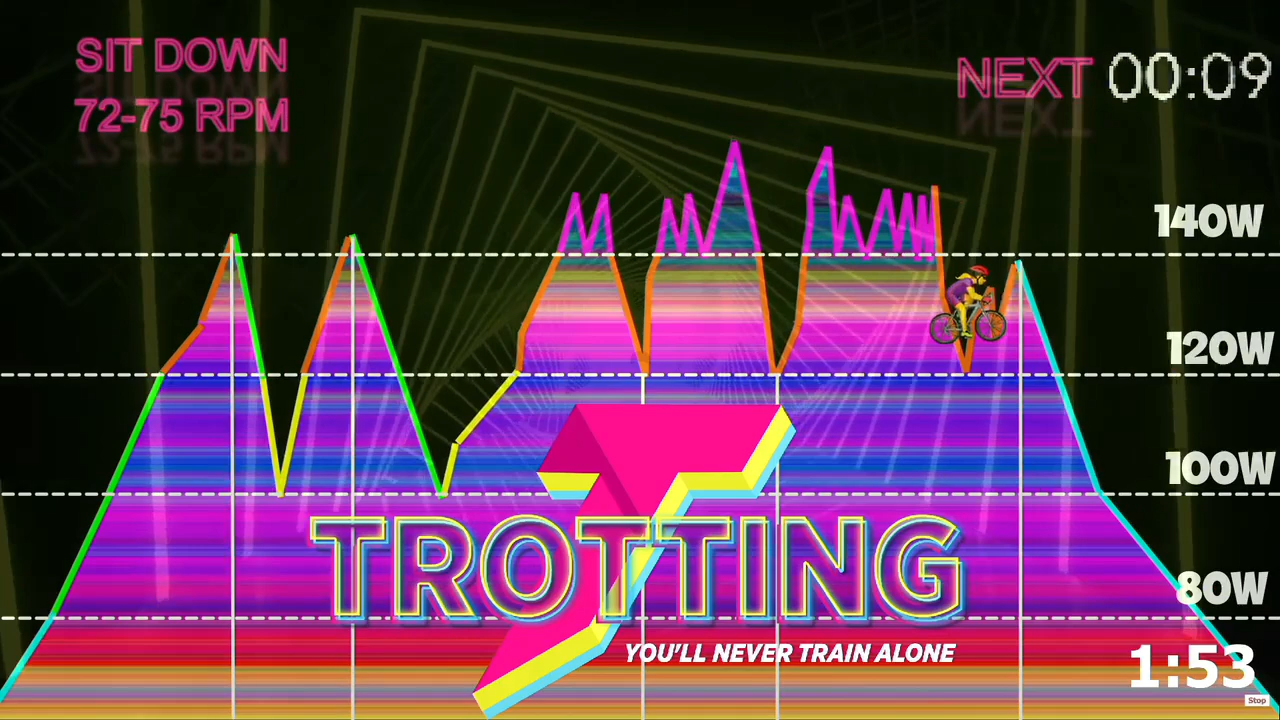 SIT DOWN
72-75 RPM
NEXT 00:09
140W
120W
100W
80W
TROTTING
YOU'LL NEVER TRAIN ALONE
1:53
Stop